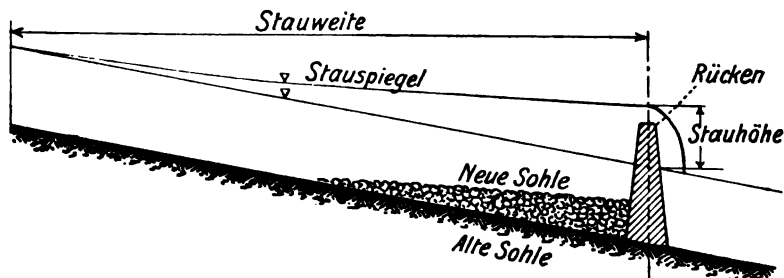 Stauweite
Stauspiegel
Rücken
Stauhöhe
Neue Sohle
Alte Sohle